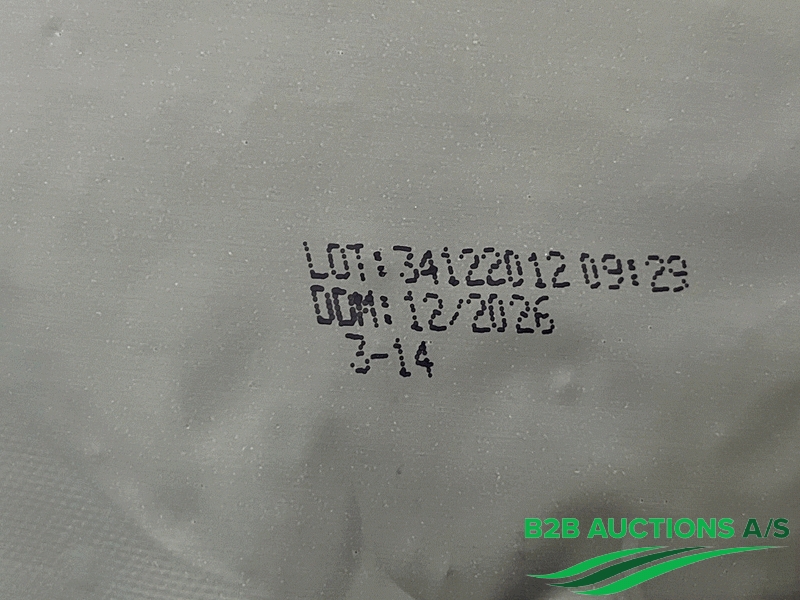 LOT:34122012 09:29
DDM:12/2026
3-14
B2B AUCTIONS A/S